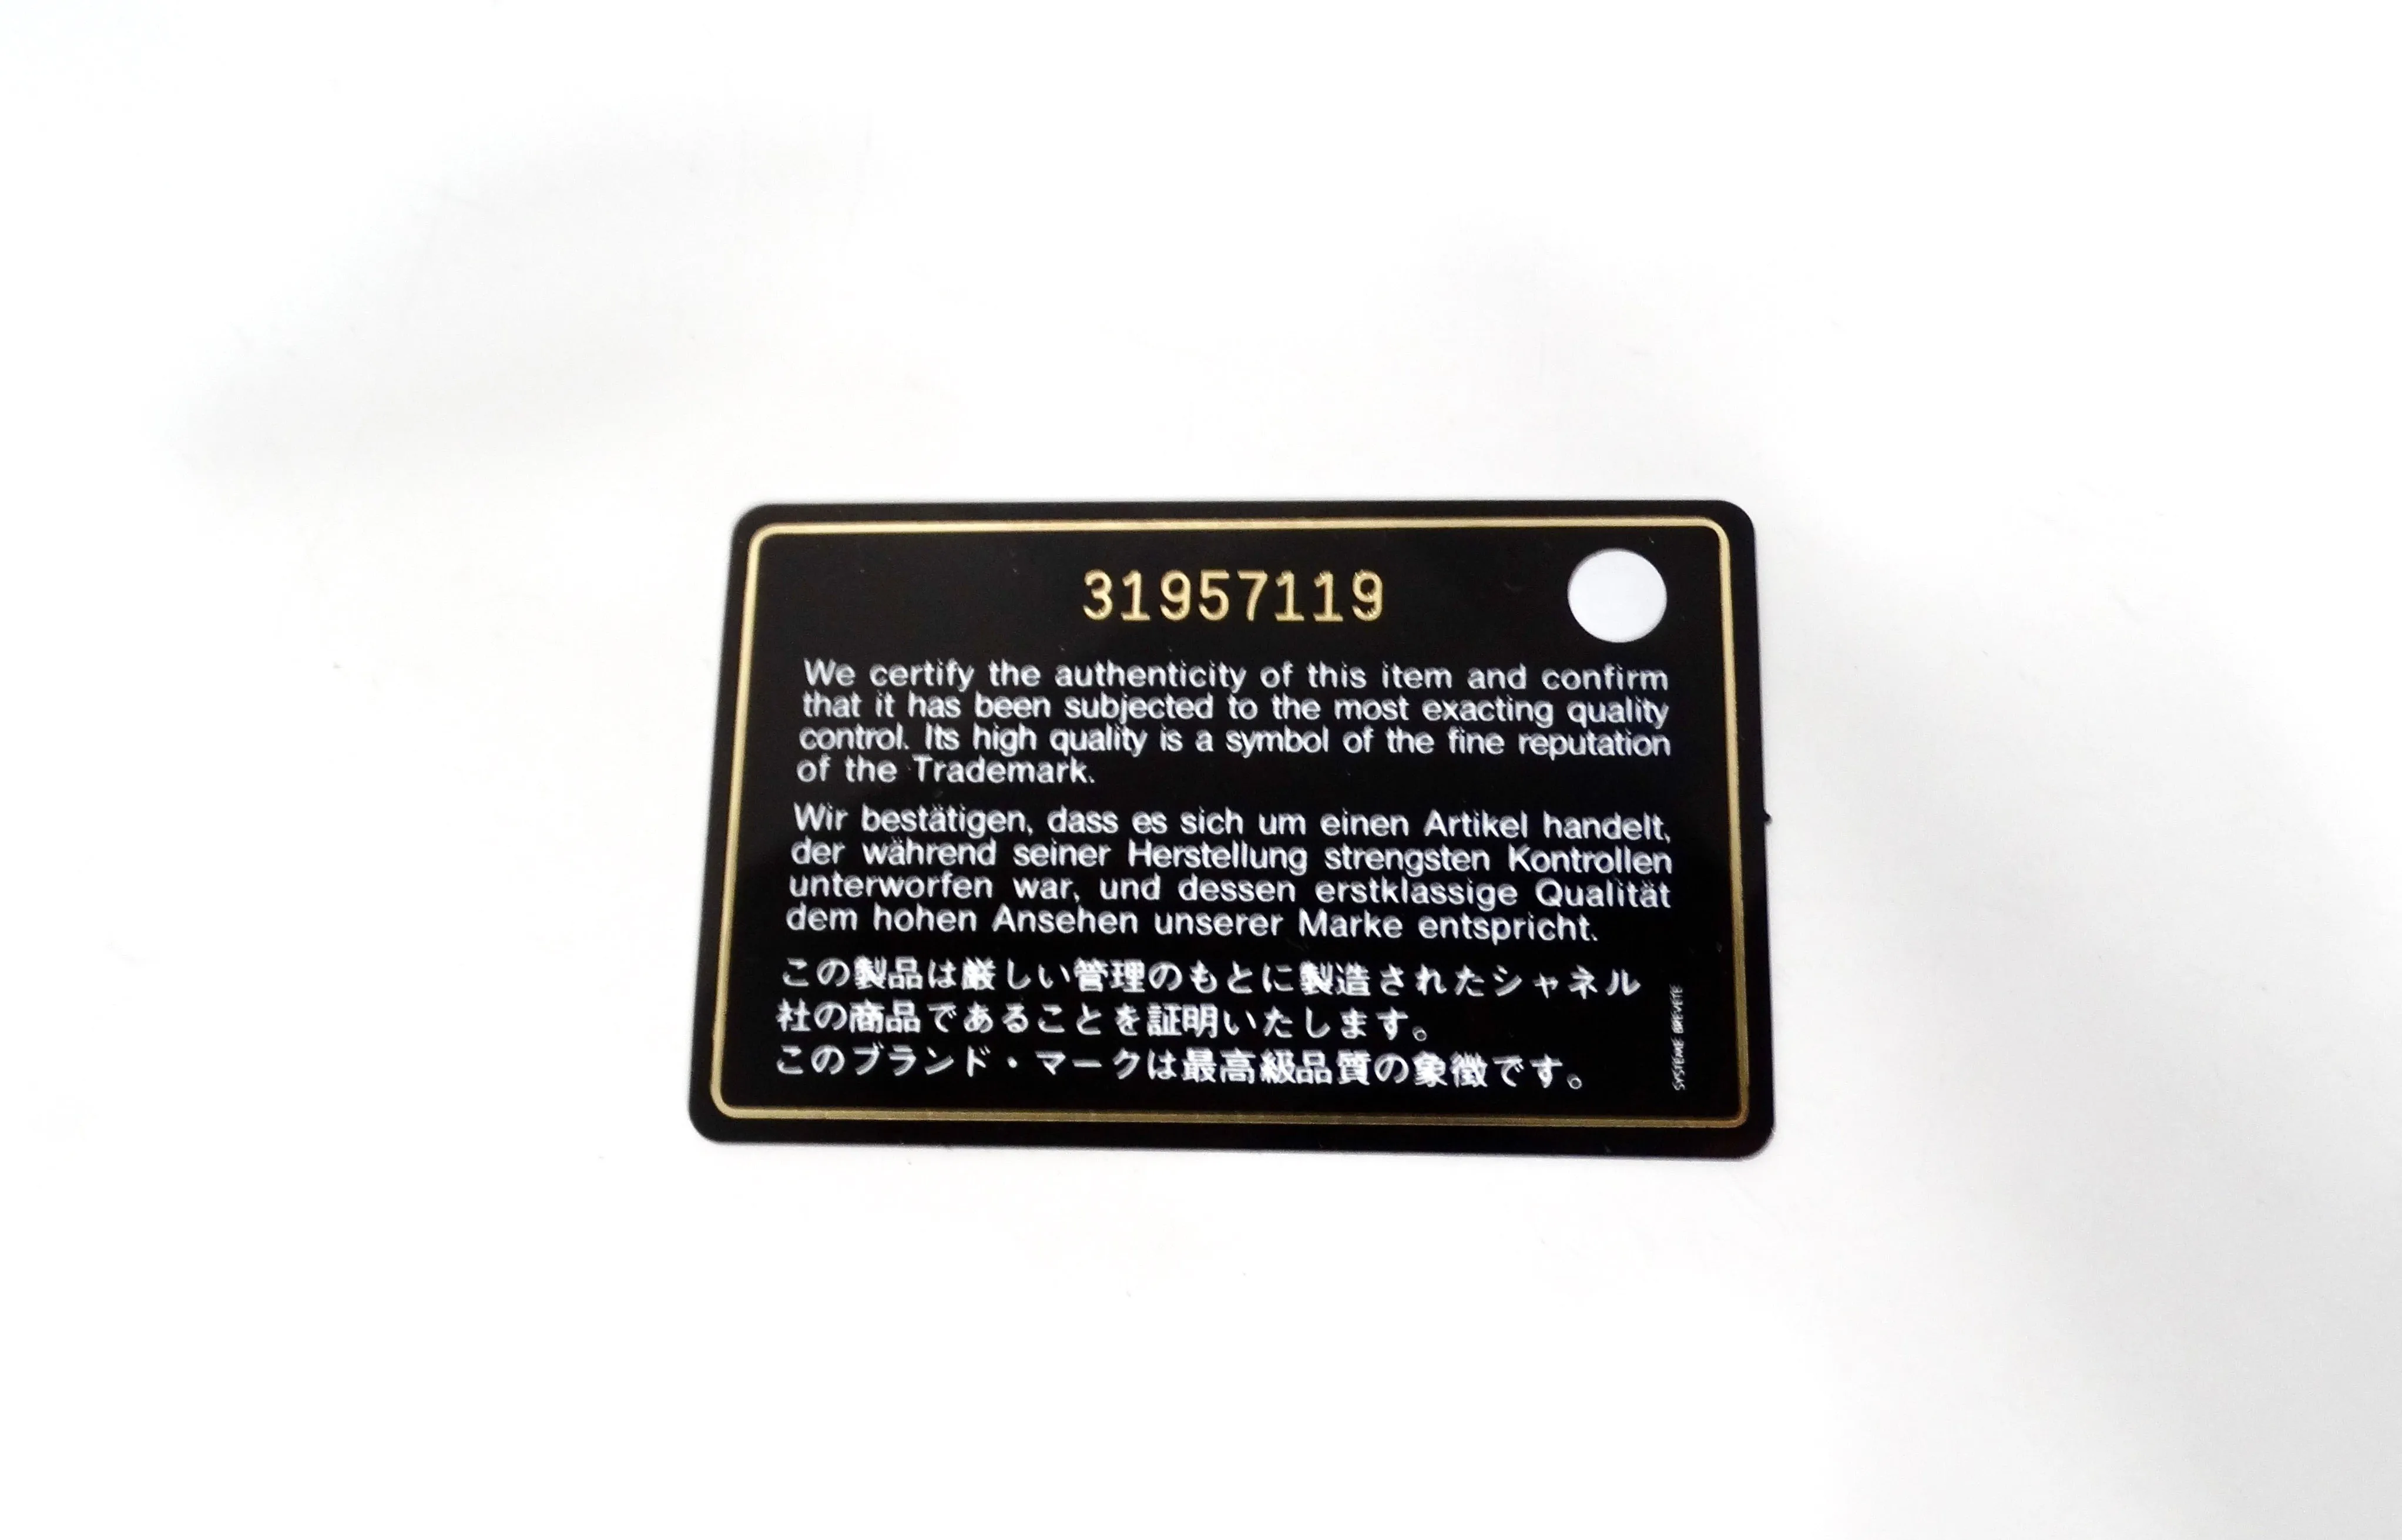 31957119
We certify the authenticity of this item and confirm
that it has been subjected to the most exacting quality
control. Its high quality is a symbol of the fine reputation
of the Trademark.
Wir bestätigen, dass es sich um einen Artikel handelt,
der während seiner Herstellung strengsten Kontrollen
unterworfen war, und dessen erstklassige Qualität
dem hohen Ansehen unserer Marke entspricht.
この製品は厳しい管理のもとに製造されたシャネル
社の商品であることを証明いたします。
このブランド・マークは最高級品質の象徴です。
SYSTEME BREVETE